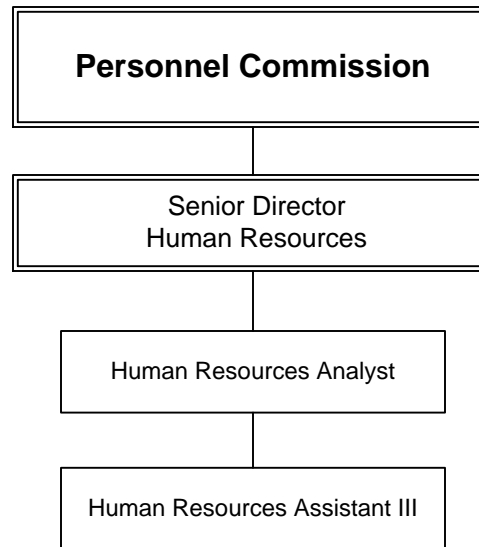 Personnel Commission
Senior Director
Human Resources
Human Resources Analyst
Human Resources Assistant III